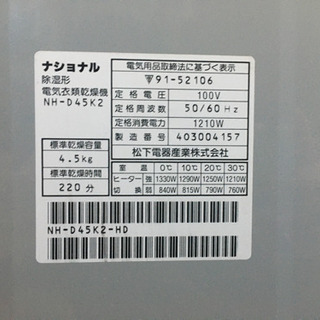 ナショナル
除湿形
電気衣類乾燥機
NH-D45K2
標準乾燥容量
4.5kg
標準乾燥時間
220分
電気用品取締法に基づく表示
91-52106
定格電圧 100V
定格周波数 50/60Hz
定格消費電力 1210W
製造番号 403004157
松下電器産業株式会社
室温 0℃ 10℃ 20℃ 30℃
ヒーター 強 1330W 1290W 1250W 1210W
切換 弱 840W 815W 790W 760W
NH-D45K2-HD